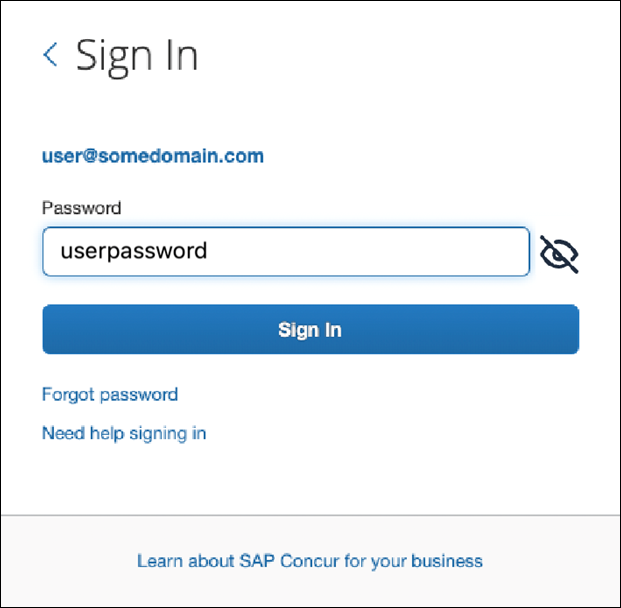 Sign In
user@somedomain.com
Password
userpassword
Sign In
Forgot password
Need help signing in
Learn about SAP Concur for your business